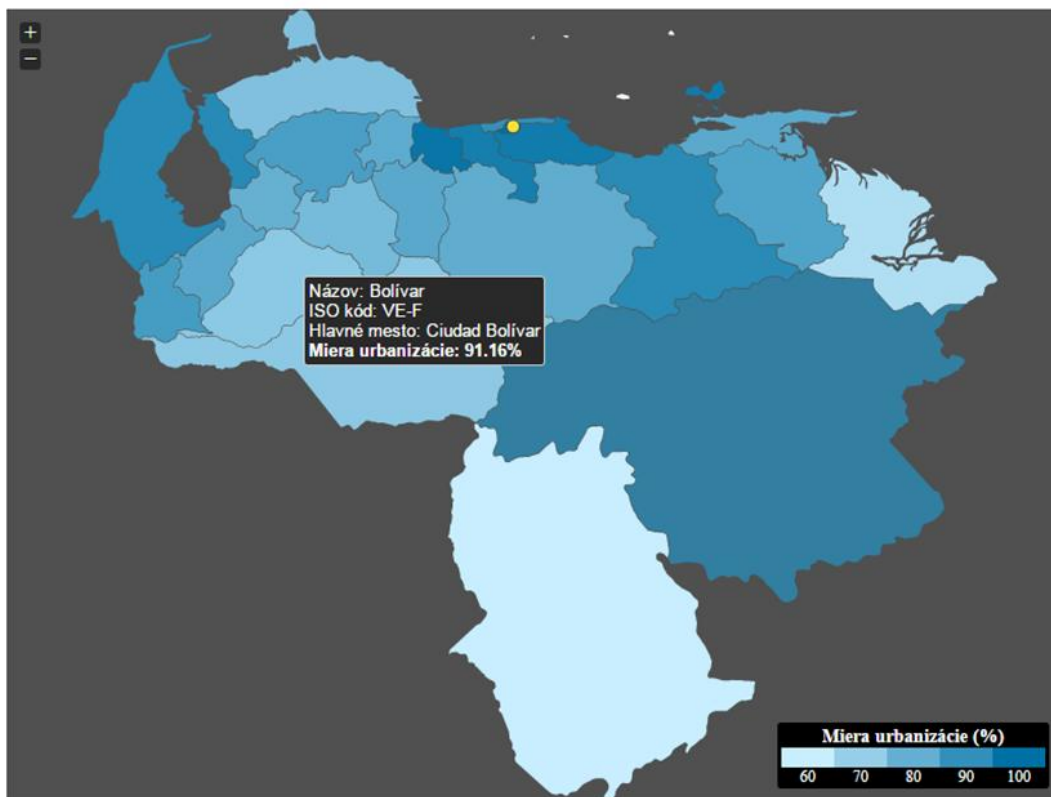 +
−
Názov: Bolívar
ISO kód: VE-F
Hlavné mesto: Ciudad Bolívar
Miera urbanizácie: 91.16%
Miera urbanizácie (%)
60 70 80 90 100